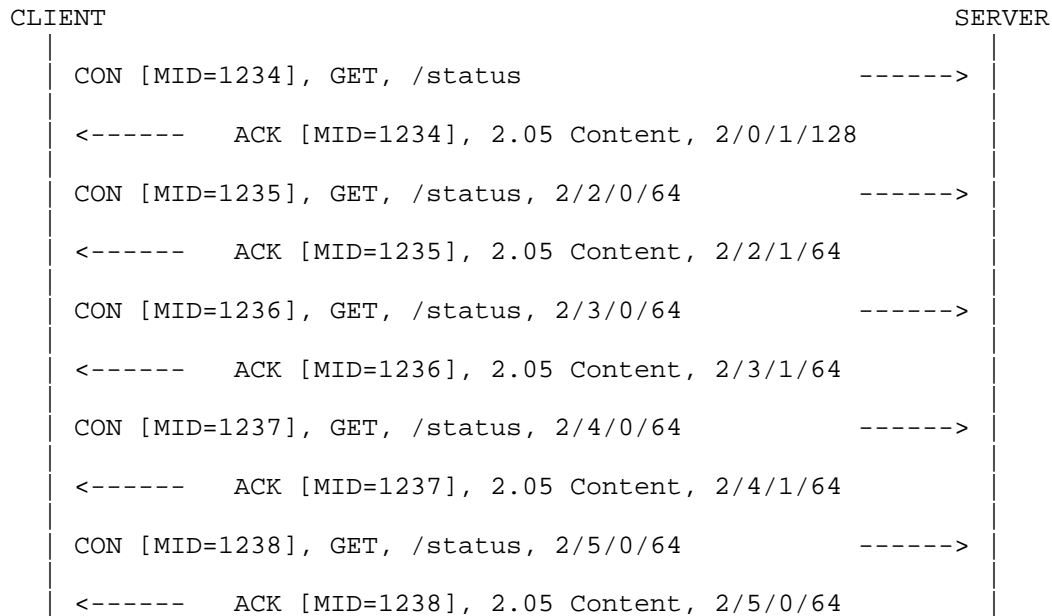 CLIENT                                                     SERVER
  |                                                          |
  | CON [MID=1234], GET, /status                     ------> |
  |                                                          |
  | <------   ACK [MID=1234], 2.05 Content, 2/0/1/128        |
  |                                                          |
  | CON [MID=1235], GET, /status, 2/2/0/64           ------> |
  |                                                          |
  | <------   ACK [MID=1235], 2.05 Content, 2/2/1/64         |
  |                                                          |
  | CON [MID=1236], GET, /status, 2/3/0/64           ------> |
  |                                                          |
  | <------   ACK [MID=1236], 2.05 Content, 2/3/1/64         |
  |                                                          |
  | CON [MID=1237], GET, /status, 2/4/0/64           ------> |
  |                                                          |
  | <------   ACK [MID=1237], 2.05 Content, 2/4/1/64         |
  |                                                          |
  | CON [MID=1238], GET, /status, 2/5/0/64           ------> |
  |                                                          |
  | <------   ACK [MID=1238], 2.05 Content, 2/5/0/64         |